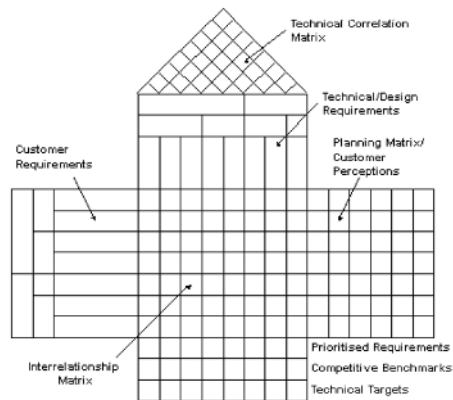 Technical Correlation
Matrix
Technical/Design
Requirements
Planning Matrix/
Customer
Perceptions
Customer
Requirements
Interrelationship
Matrix
Prioritised Requirements
Competitive Benchmarks
Technical Targets